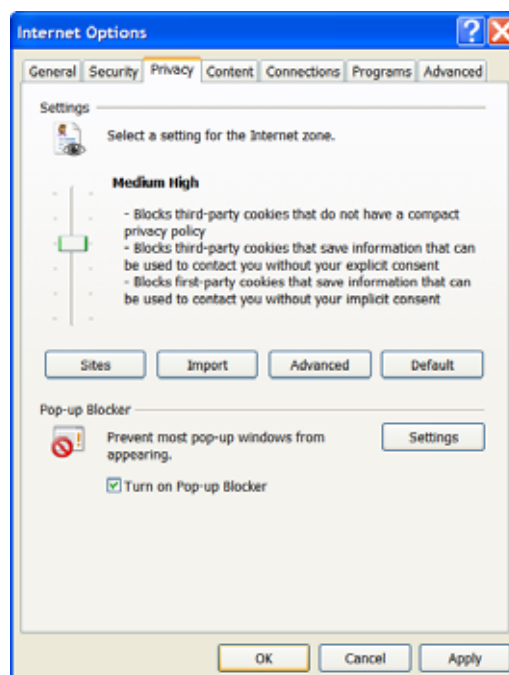 Internet Options
General Security Privacy Content Connections Programs Advanced
Settings
Select a setting for the Internet zone.
Medium High
- Blocks third-party cookies that do not have a compact
privacy policy
- Blocks third-party cookies that save information that can
be used to contact you without your explicit consent
- Blocks first-party cookies that save information that can
be used to contact you without your implicit consent
Sites Import Advanced Default
Pop-up Blocker
Prevent most pop-up windows from
appearing.
Settings
Turn on Pop-up Blocker
OK Cancel Apply